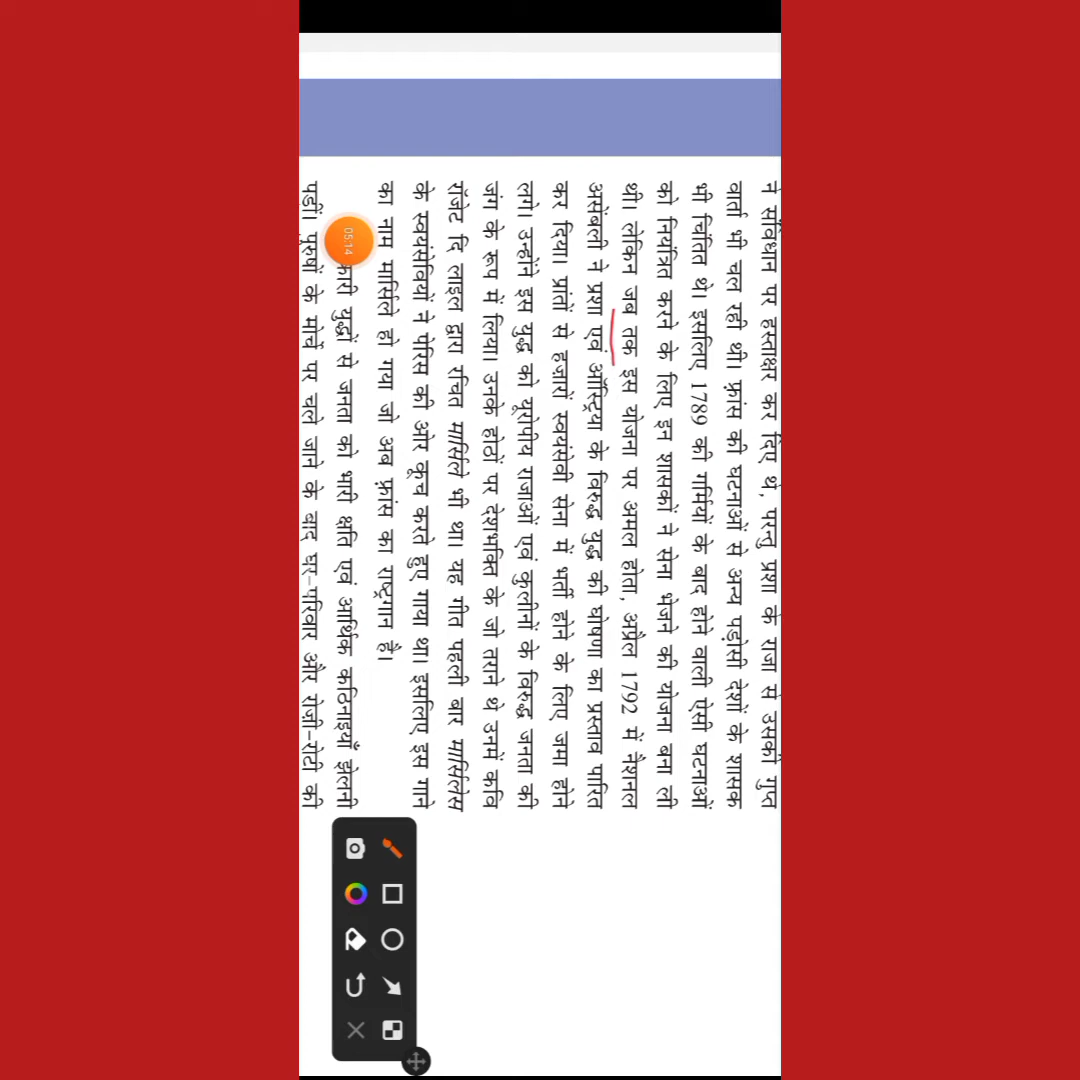 ने संविधान पर हस्ताक्षर कर दिए थे, परन्तु प्रशा के राजा से उसकी गुप्त
वार्ता भी चल रही थी। फ़्रांस की घटनाओं से अन्य पड़ोसी देशों के शासक
भी चिंतित थे। इसलिए 1789 की गर्मियों के बाद होने वाली ऐसी घटनाओं
को नियंत्रित करने के लिए इन शासकों ने सेना भेजने की योजना बना ली
थी। लेकिन जब तक इस योजना पर अमल होता, अप्रैल 1792 में नैशनल
असेंबली ने प्रशा एवं ऑस्ट्रिया के विरुद्ध युद्ध की घोषणा का प्रस्ताव पारित
कर दिया। प्रांतों से हज़ारों स्वयंसेवी सेना में भर्ती होने के लिए जमा होने
लगे। उन्होंने इस युद्ध को यूरोपीय राजाओं एवं कुलीनों के विरुद्ध जनता की
जंग के रूप में लिया। उनके होठों पर देशभक्ति के जो तराने थे उनमें कवि
रॉजेट दि लाइल द्वारा रचित मार्सिले भी था। यह गीत पहली बार मार्सिलेस
के स्वयंसेवियों ने पेरिस की ओर कूच करते हुए गाया था। इसलिए इस गाने
का नाम मार्सिले हो गया जो अब फ़्रांस का राष्ट्रगान है।
05:14
युद्धों से जनता को भारी क्षति एवं आर्थिक कठिनाइयाँ झेलनी
पड़ीं। पुरुषों के मोर्चे पर चले जाने के बाद घर-परिवार और रोज़ी-रोटी की